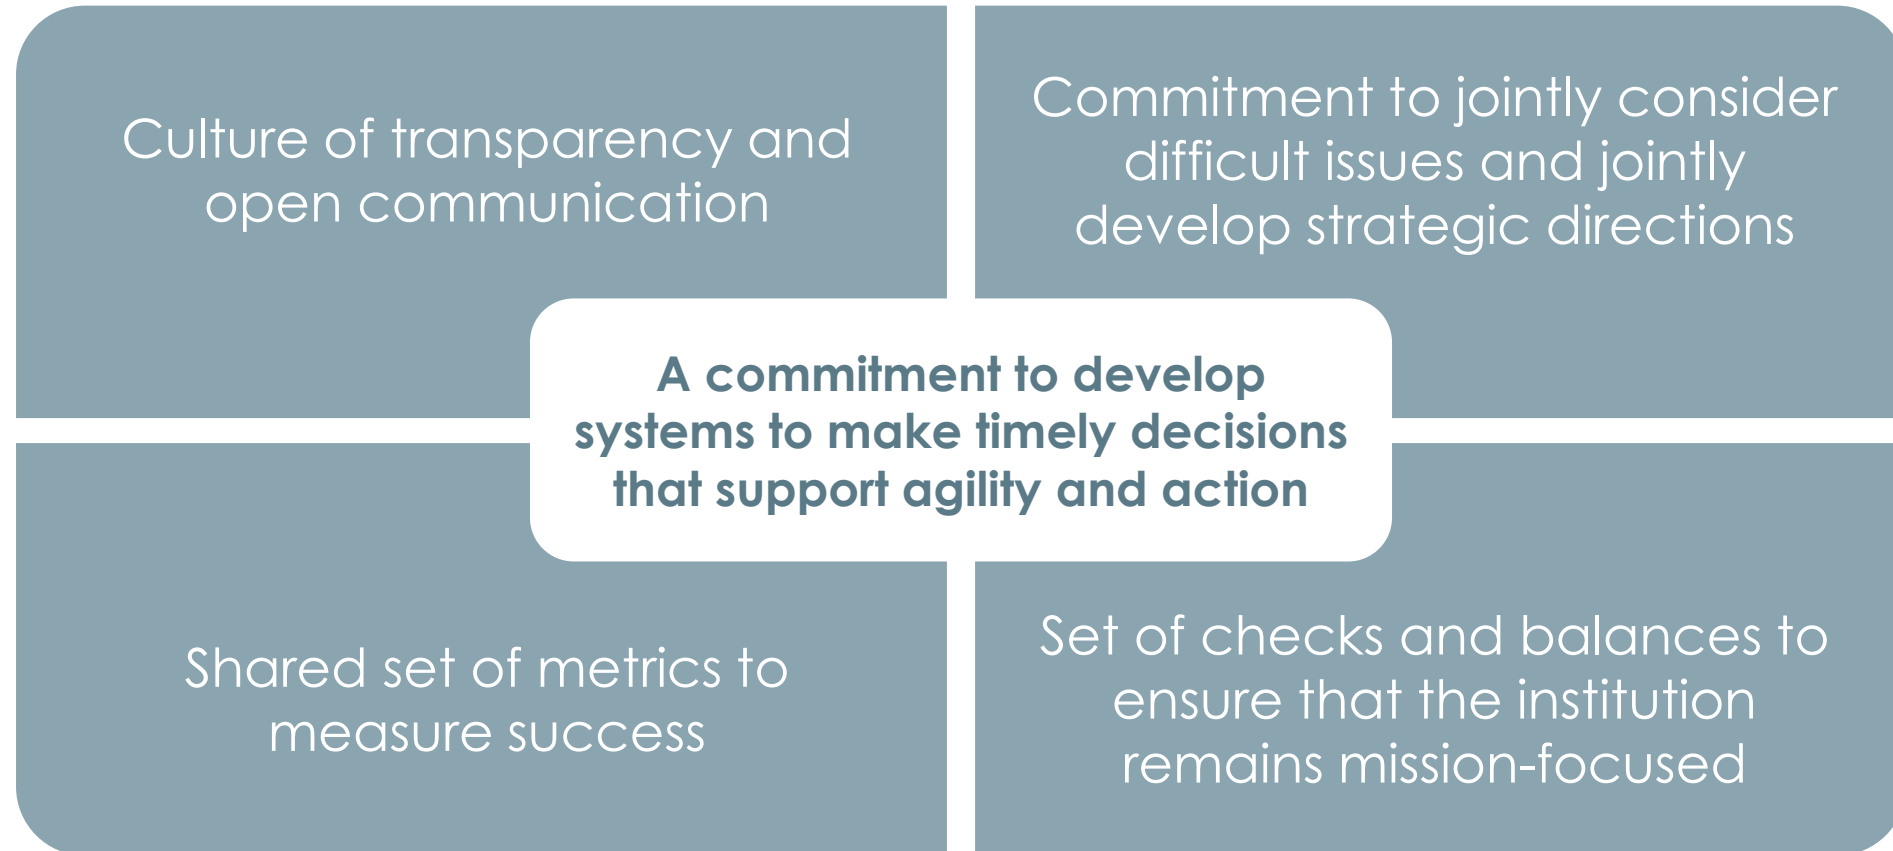 Culture of transparency and
open communication
Commitment to jointly consider
difficult issues and jointly
develop strategic directions
A commitment to develop
systems to make timely decisions
that support agility and action
Shared set of metrics to
measure success
Set of checks and balances to
ensure that the institution
remains mission-focused